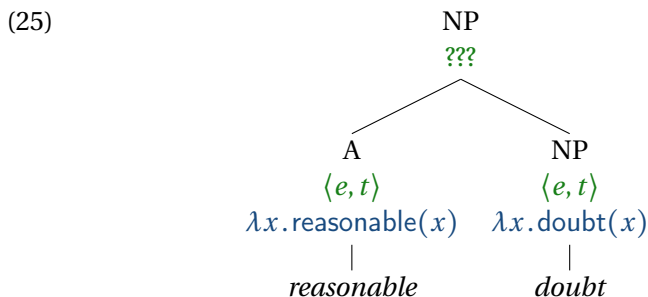 (25) NP
???
A NP
⟨e, t⟩ ⟨e, t⟩
λx.reasonable(x) λx.doubt(x)
reasonable doubt